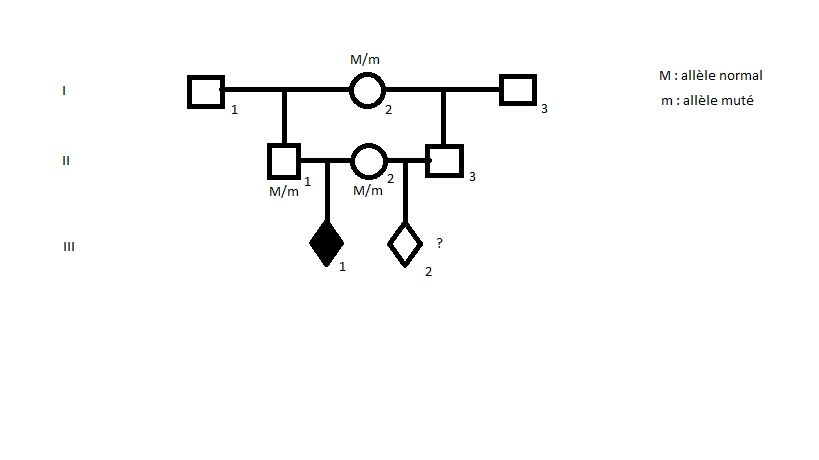 M/m
M : allèle normal
m : allèle muté
I
1
2
3
II
1
2
3
M/m
M/m
III
1
2
?